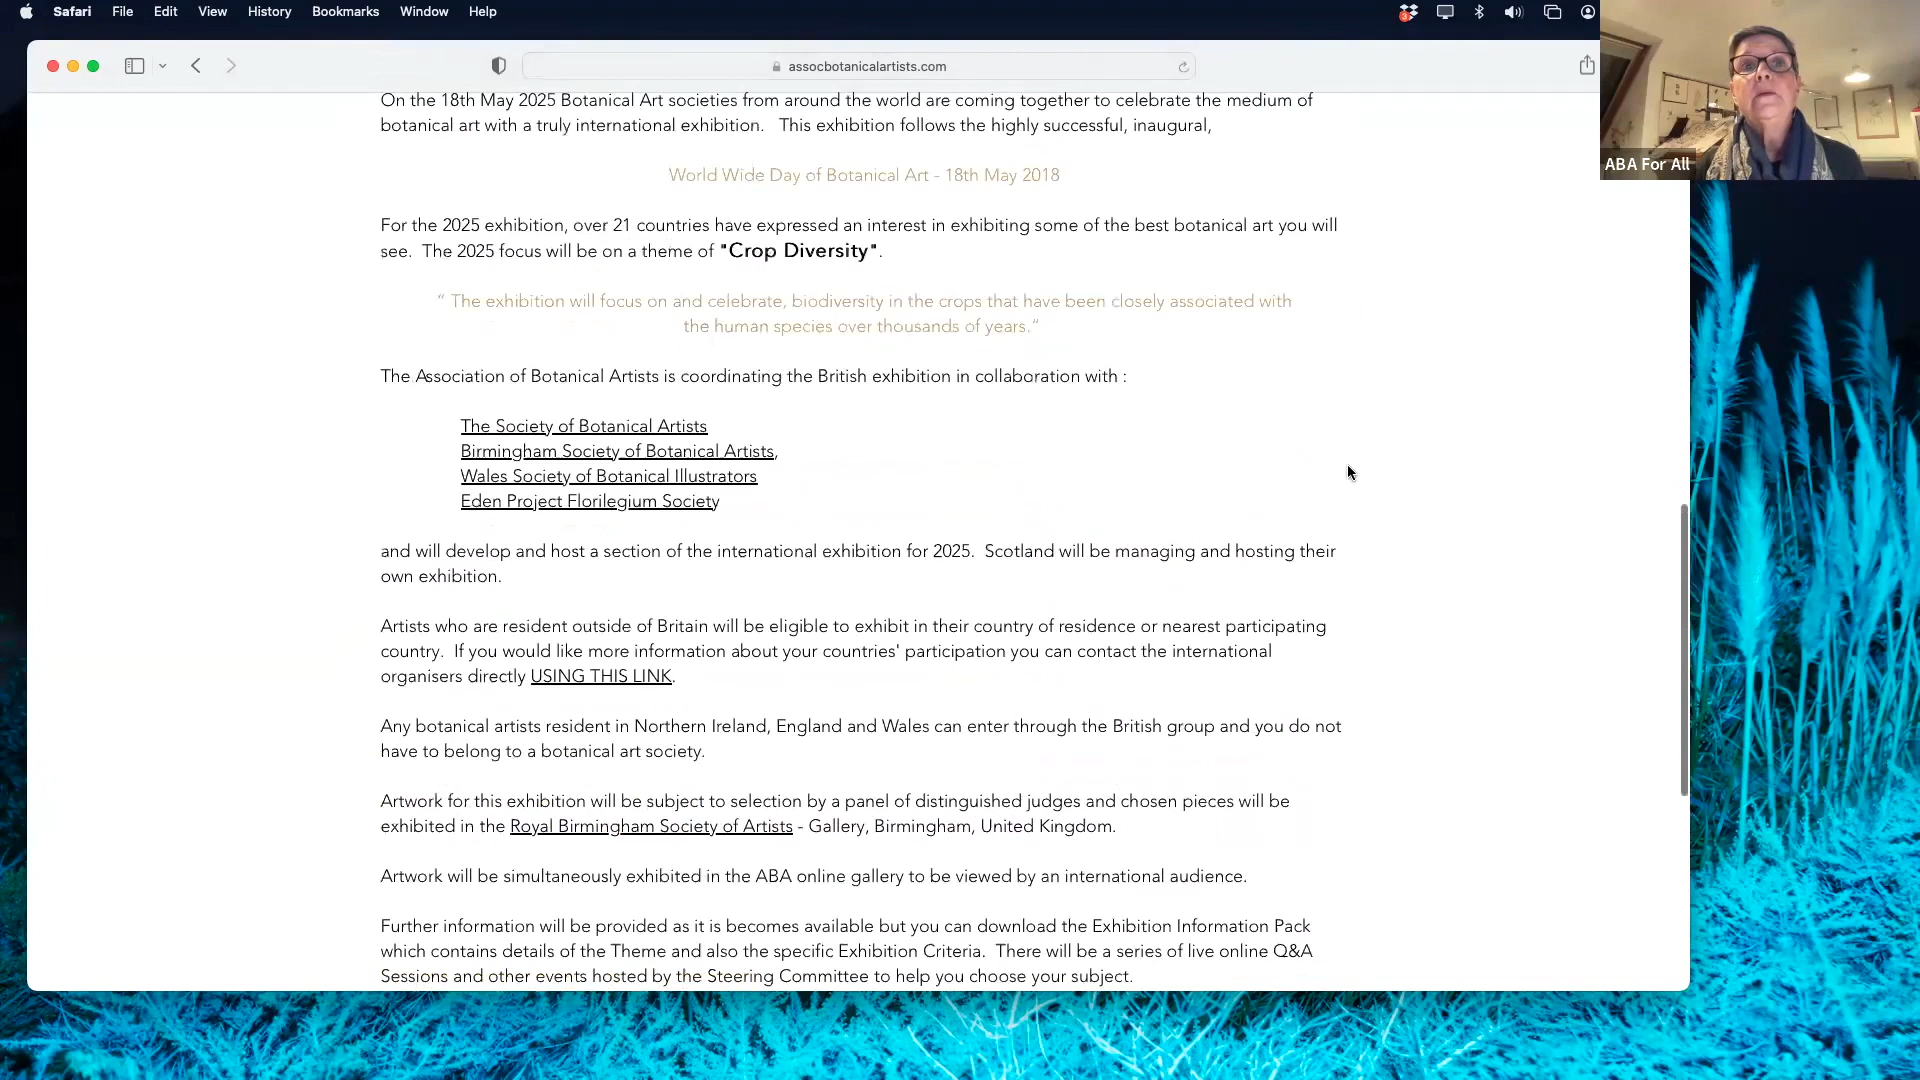 Safari File Edit View History Bookmarks Window Help
3
assocbotanicalartists.com
ABA For All
On the 18th May 2025 Botanical Art societies from around the world are coming together to celebrate the medium of
botanical art with a truly international exhibition. This exhibition follows the highly successful, inaugural,
World Wide Day of Botanical Art - 18th May 2018
For the 2025 exhibition, over 21 countries have expressed an interest in exhibiting some of the best botanical art you will
see. The 2025 focus will be on a theme of "Crop Diversity".
“ The exhibition will focus on and celebrate, biodiversity in the crops that have been closely associated with
the human species over thousands of years.“
The Association of Botanical Artists is coordinating the British exhibition in collaboration with :
The Society of Botanical Artists
Birmingham Society of Botanical Artists,
Wales Society of Botanical Illustrators
Eden Project Florilegium Society
and will develop and host a section of the international exhibition for 2025. Scotland will be managing and hosting their
own exhibition.
Artists who are resident outside of Britain will be eligible to exhibit in their country of residence or nearest participating
country. If you would like more information about your countries' participation you can contact the international
organisers directly USING THIS LINK.
Any botanical artists resident in Northern Ireland, England and Wales can enter through the British group and you do not
have to belong to a botanical art society.
Artwork for this exhibition will be subject to selection by a panel of distinguished judges and chosen pieces will be
exhibited in the Royal Birmingham Society of Artists - Gallery, Birmingham, United Kingdom.
Artwork will be simultaneously exhibited in the ABA online gallery to be viewed by an international audience.
Further information will be provided as it is becomes available but you can download the Exhibition Information Pack
which contains details of the Theme and also the specific Exhibition Criteria. There will be a series of live online Q&A
Sessions and other events hosted by the Steering Committee to help you choose your subject.